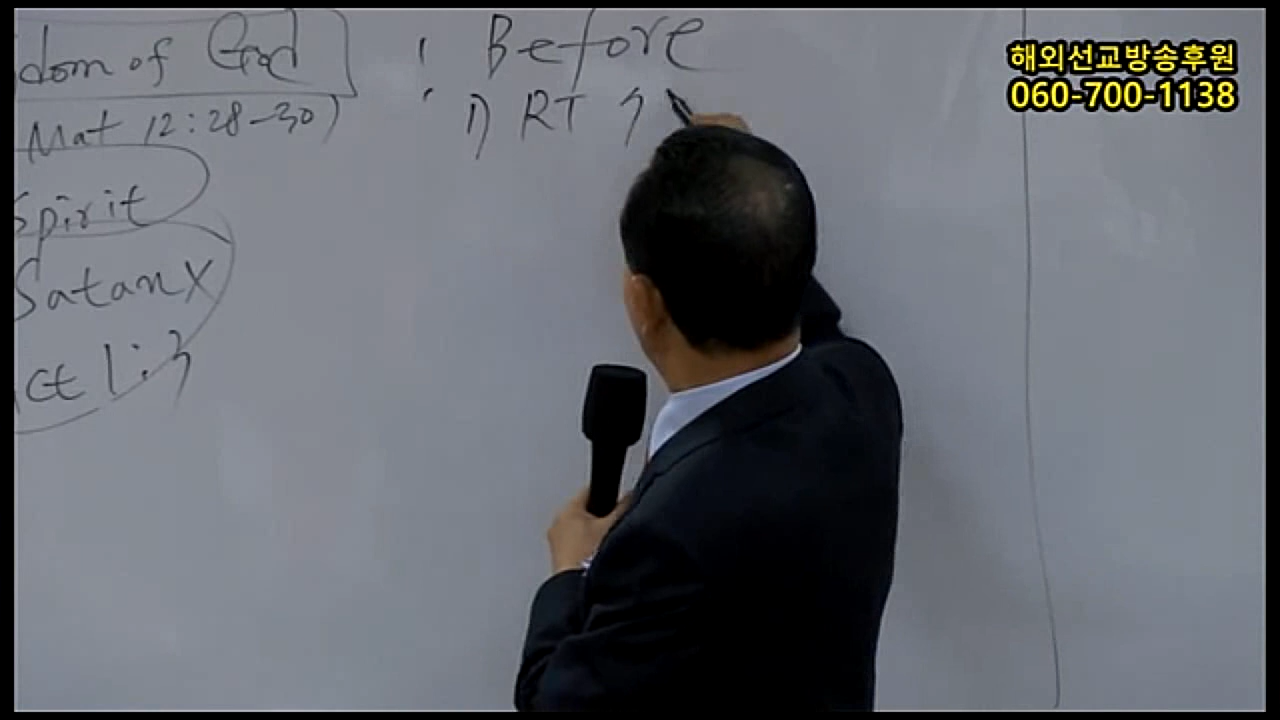 dom of God
Mat 12:28-30)
Spirit
Satan X
ct 1:3
: Before
1) RT 7
해외선교방송후원
060-700-1138